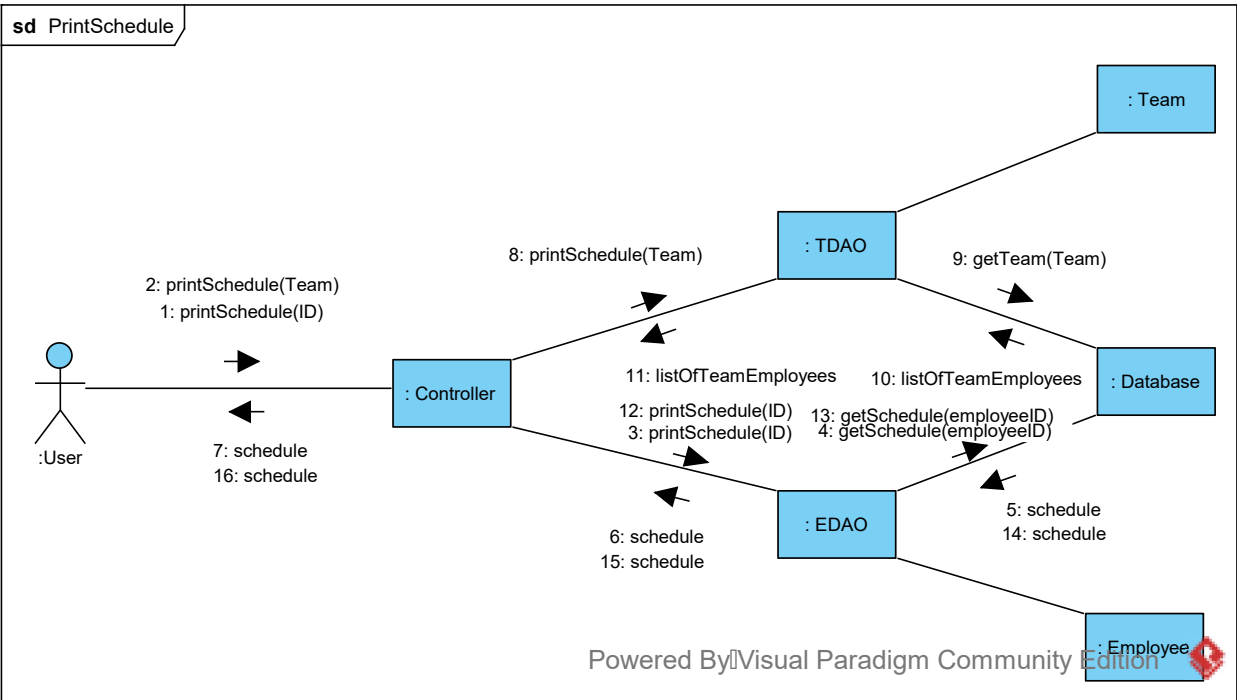 sd PrintSchedule
: Team
: TDAO
8: printSchedule(Team)
9: getTeam(Team)
2: printSchedule(Team)
1: printSchedule(ID)
11: listOfTeamEmployees
10: listOfTeamEmployees
: Database
: Controller
12: printSchedule(ID)
3: printSchedule(ID)
13: getSchedule(employeeID)
4: getSchedule(employeeID)
:User
7: schedule
16: schedule
5: schedule
14: schedule
: EDAO
6: schedule
15: schedule
: Employee
Powered By Visual Paradigm Community Edition